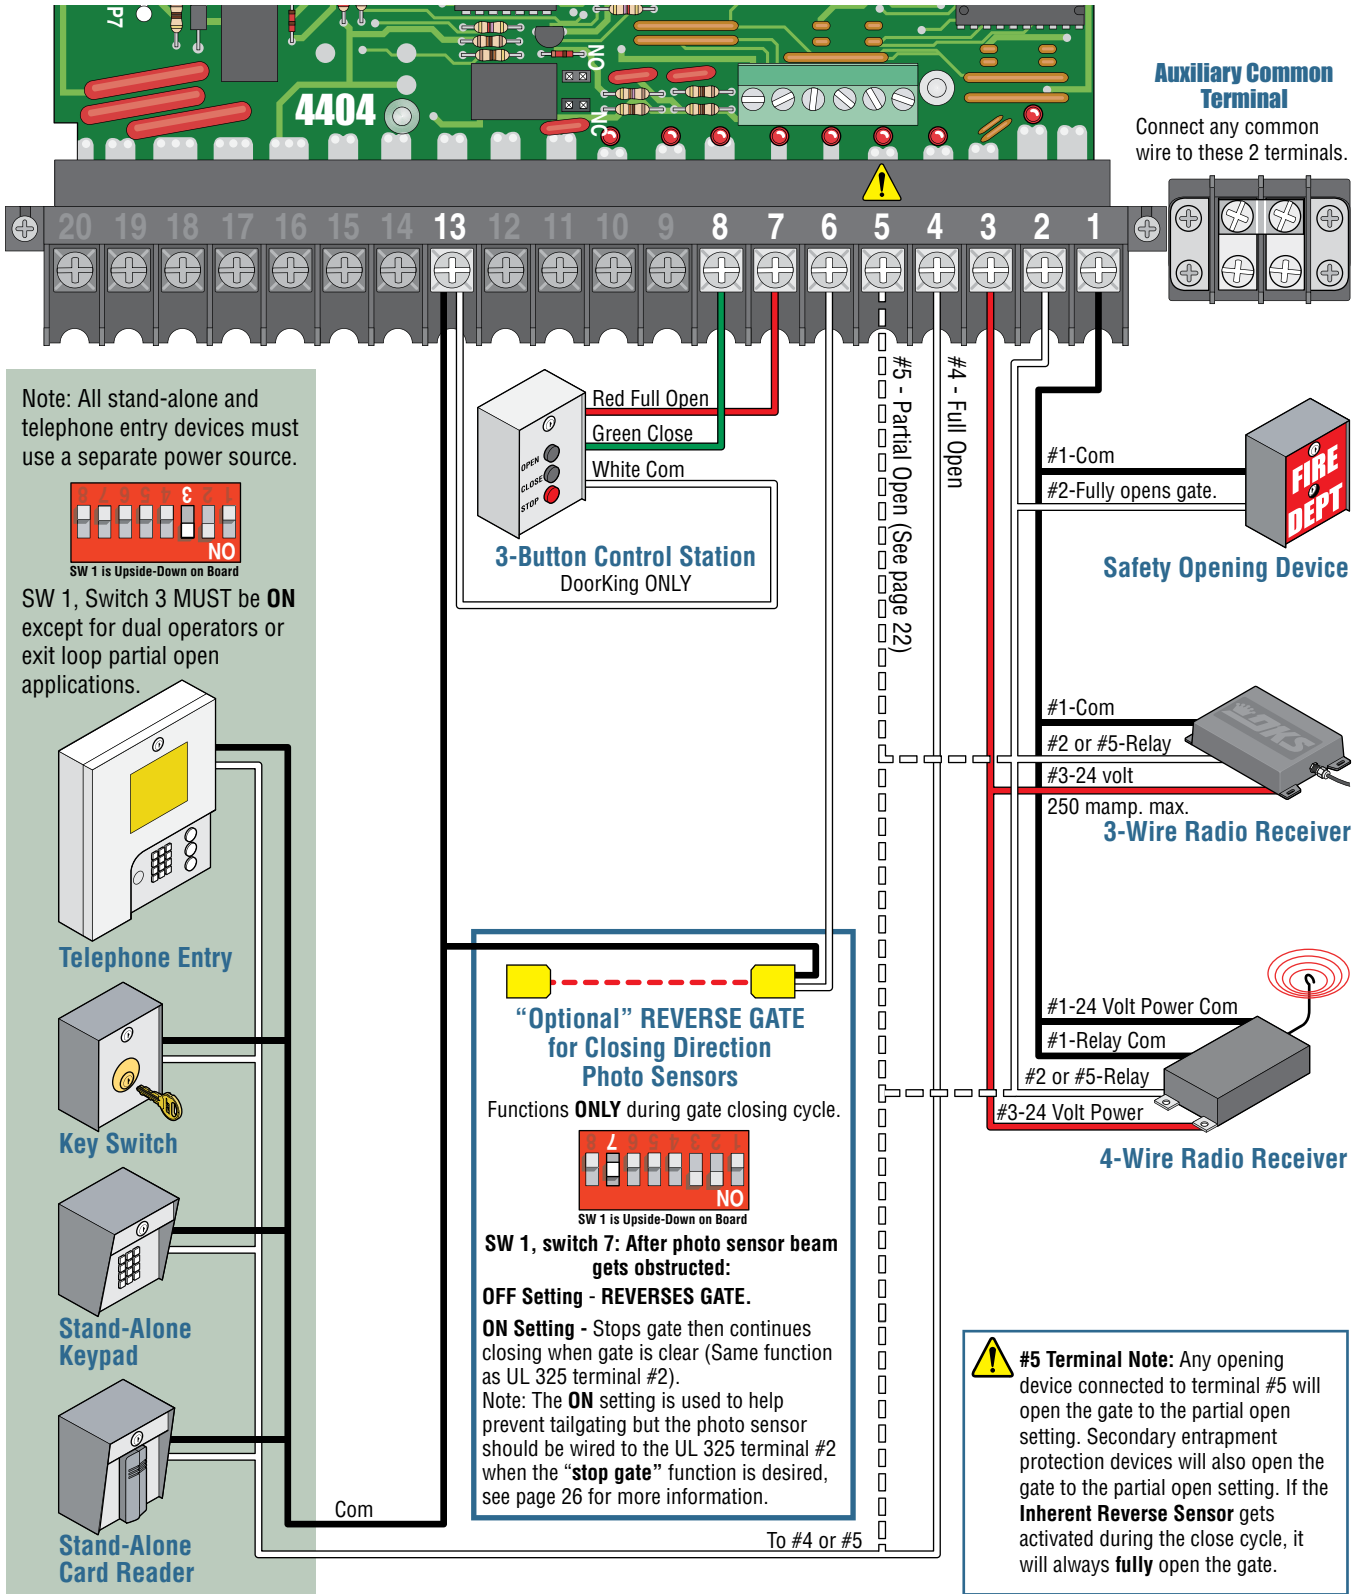 P7
4404
NO
NC
Auxiliary Common
Terminal
Connect any common
wire to these 2 terminals.
20 19 18 17 16 15 14 13 12 11 10 9 8 7 6 5 4 3 2 1
Note: All stand-alone and
telephone entry devices must
use a separate power source.
8 7 6 5 4 3 2 1
NO
SW 1 is Upside-Down on Board
SW 1, Switch 3 MUST be ON
except for dual operators or
exit loop partial open
applications.
Telephone Entry
Key Switch
Stand-Alone
Keypad
Stand-Alone
Card Reader
Com
To #4 or #5
OPEN
CLOSE
STOP
Red Full Open
Green Close
White Com
3-Button Control Station
DoorKing ONLY
#5 - Partial Open (See page 22)
#4 - Full Open
#1-Com
#2-Fully opens gate.
FIRE
DEPT
Safety Opening Device
#1-Com
#2 or #5-Relay
#3-24 volt
250 mamp. max.
DKS
3-Wire Radio Receiver
#1-24 Volt Power Com
#1-Relay Com
#2 or #5-Relay
#3-24 Volt Power
4-Wire Radio Receiver
“Optional” REVERSE GATE
for Closing Direction
Photo Sensors
Functions ONLY during gate closing cycle.
8 7 6 5 4 3 2 1
NO
SW 1 is Upside-Down on Board
SW 1, switch 7: After photo sensor beam
gets obstructed:
OFF Setting - REVERSES GATE.
ON Setting - Stops gate then continues
closing when gate is clear (Same function
as UL 325 terminal #2).
Note: The ON setting is used to help
prevent tailgating but the photo sensor
should be wired to the UL 325 terminal #2
when the “stop gate” function is desired,
see page 26 for more information.
#5 Terminal Note: Any opening
device connected to terminal #5 will
open the gate to the partial open
setting. Secondary entrapment
protection devices will also open the
gate to the partial open setting. If the
Inherent Reverse Sensor gets
activated during the close cycle, it
will always fully open the gate.